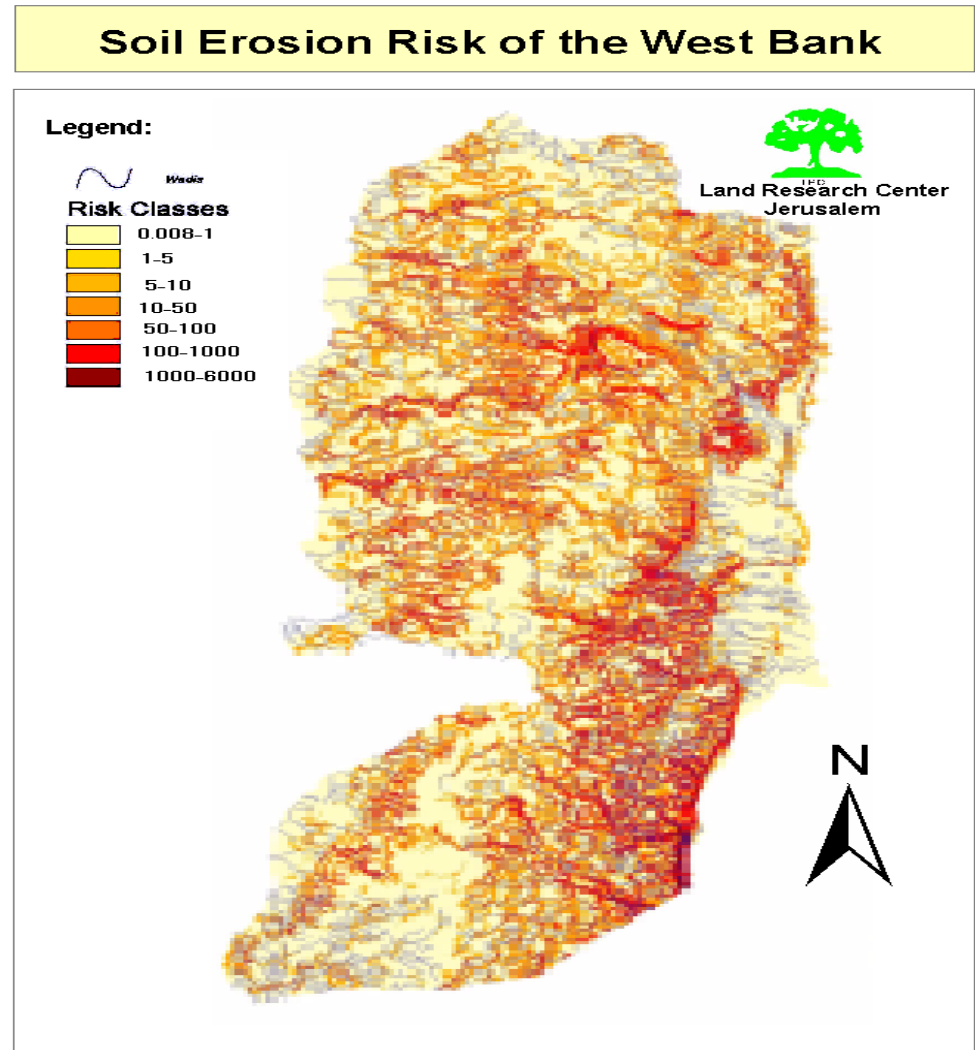 Soil Erosion Risk of the West Bank
Legend:
Wadis
Risk Classes
0.008-1
1-5
5-10
10-50
50-100
100-1000
1000-6000
Land Research Center
Jerusalem
N